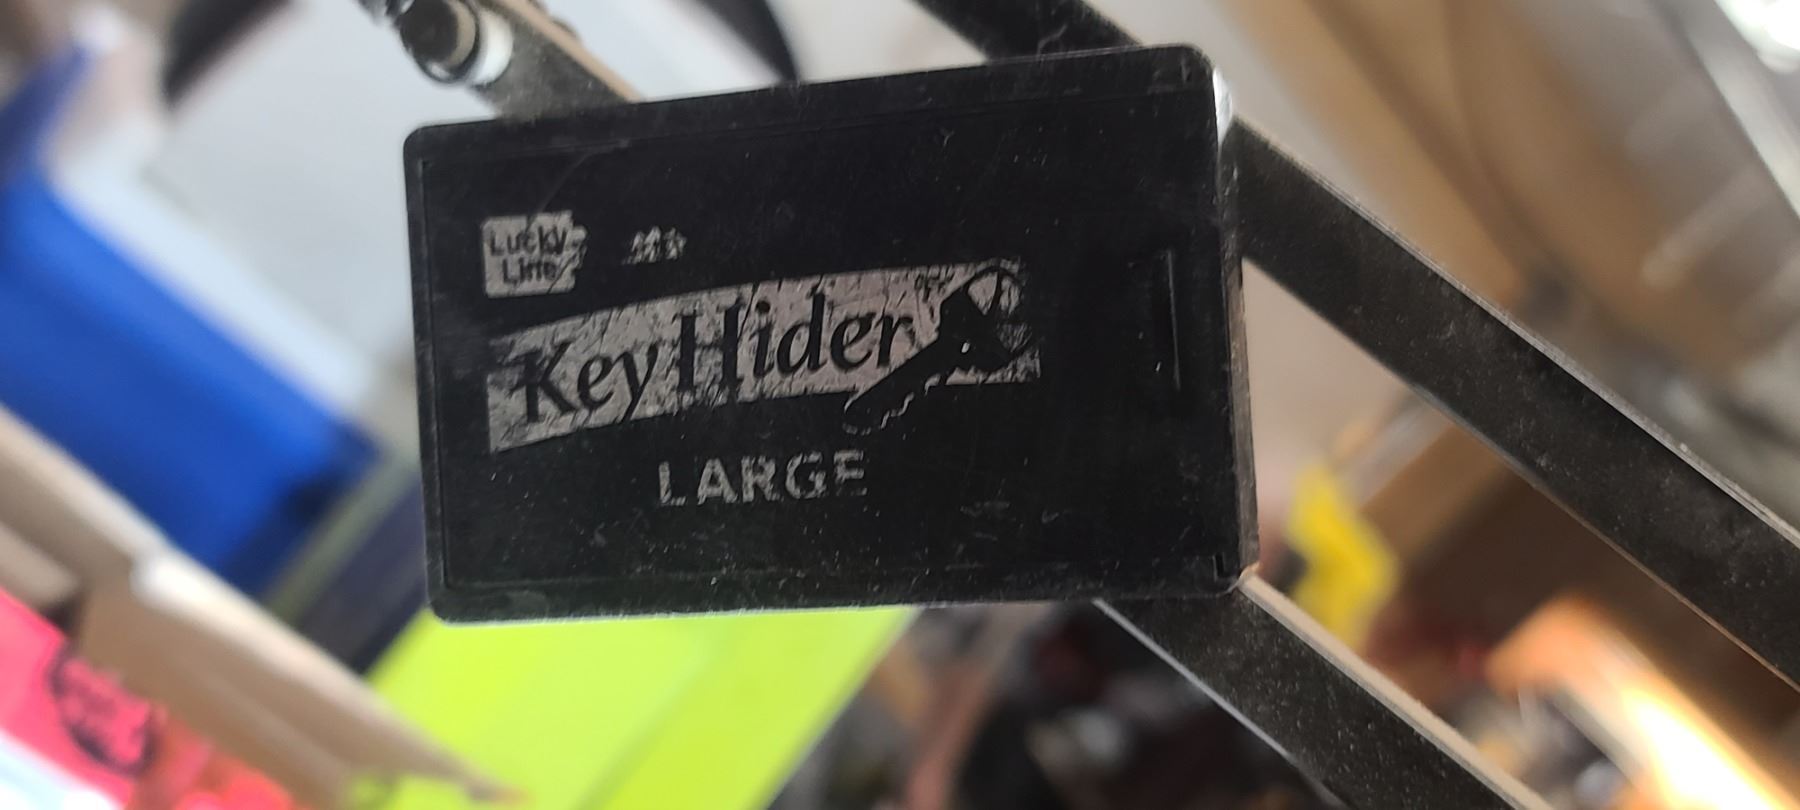 Lucky
Line
Key Hider
LARGE